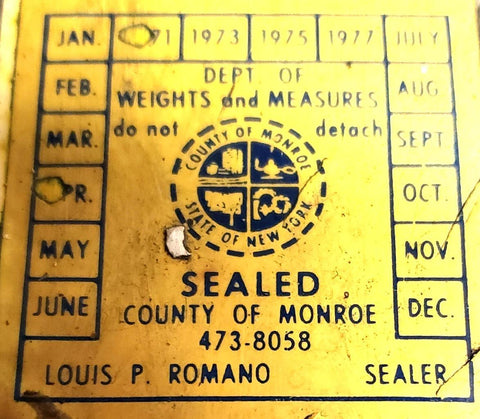 JAN. 71 1973 1975 1977 JULY
FEB. DEPT. OF AUG
WEIGHTS and MEASURES
MAR. do not detach SEPT
COUNTY OF MONROE
STATE OF NEW YORK
R. OCT.
MAY NOV.
SEALED
JUNE COUNTY OF MONROE DEC.
473-8058
LOUIS P. ROMANO SEALER